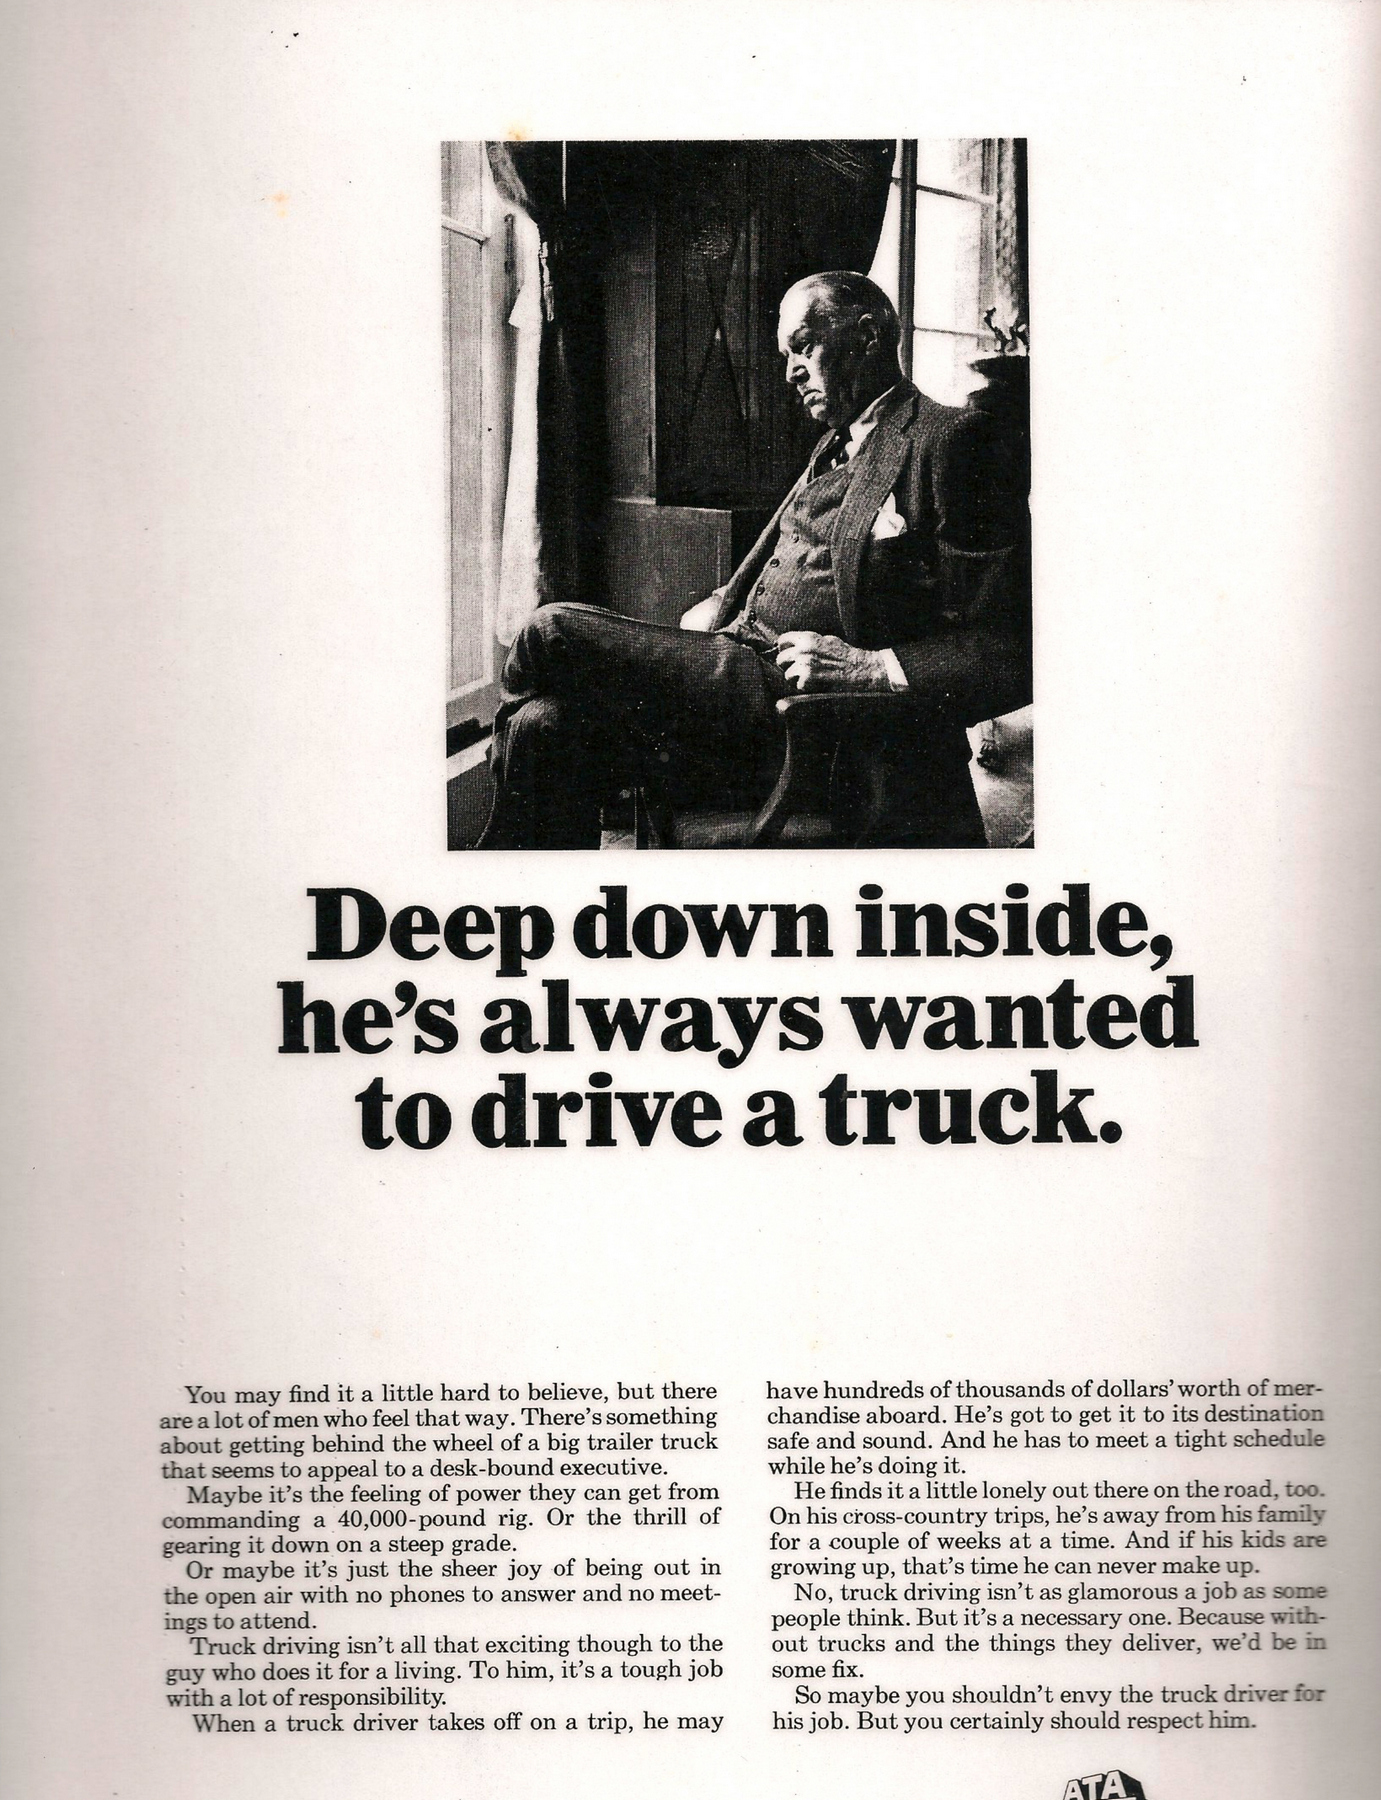 Deep down inside,
he's always wanted
to drive a truck.
You may find it a little hard to believe, but there
are a lot of men who feel that way. There's something
about getting behind the wheel of a big trailer truck
that seems to appeal to a desk-bound executive.
Maybe it's the feeling of power they can get from
commanding a 40,000-pound rig. Or the thrill of
gearing it down on a steep grade.
Or maybe it's just the sheer joy of being out in
the open air with no phones to answer and no meet-
ings to attend.
Truck driving isn't all that exciting though to the
guy who does it for a living. To him, it's a tough job
with a lot of responsibility.
When a truck driver takes off on a trip, he may
have hundreds of thousands of dollars' worth of mer-
chandise aboard. He's got to get it to its destination
safe and sound. And he has to meet a tight schedule
while he's doing it.
He finds it a little lonely out there on the road, too.
On his cross-country trips, he's away from his family
for a couple of weeks at a time. And if his kids are
growing up, that's time he can never make up.
No, truck driving isn't as glamorous a job as some
people think. But it's a necessary one. Because with-
out trucks and the things they deliver, we'd be in
some fix.
So maybe you shouldn't envy the truck driver for
his job. But you certainly should respect him.
ATA